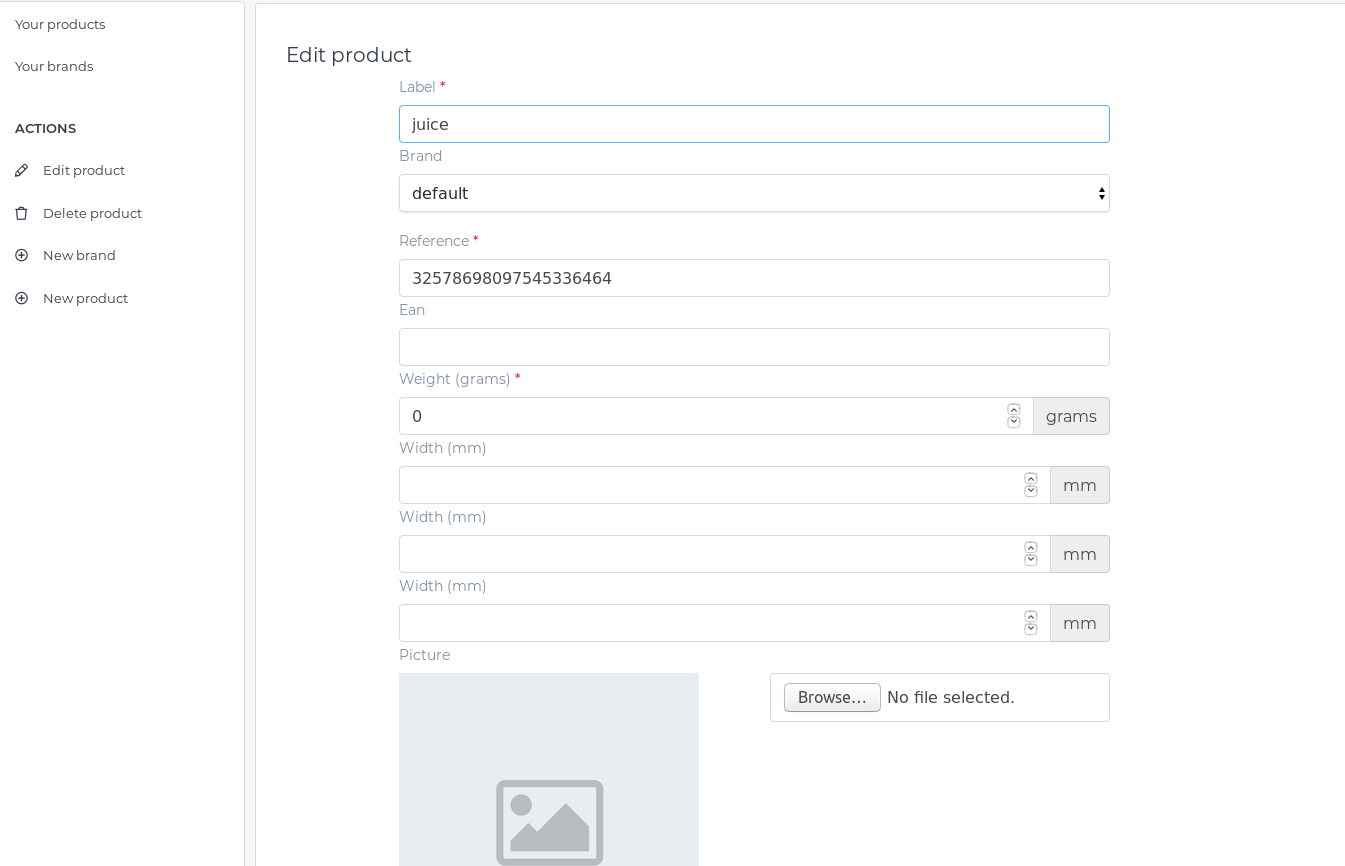 Your products
Your brands
ACTIONS
Edit product
Delete product
New brand
New product
Edit product
Label *
juice
Brand
default
Reference *
32578698097545336464
Ean
Weight (grams) *
0
grams
Width (mm)
mm
Width (mm)
mm
Width (mm)
mm
Picture
Browse...
No file selected.